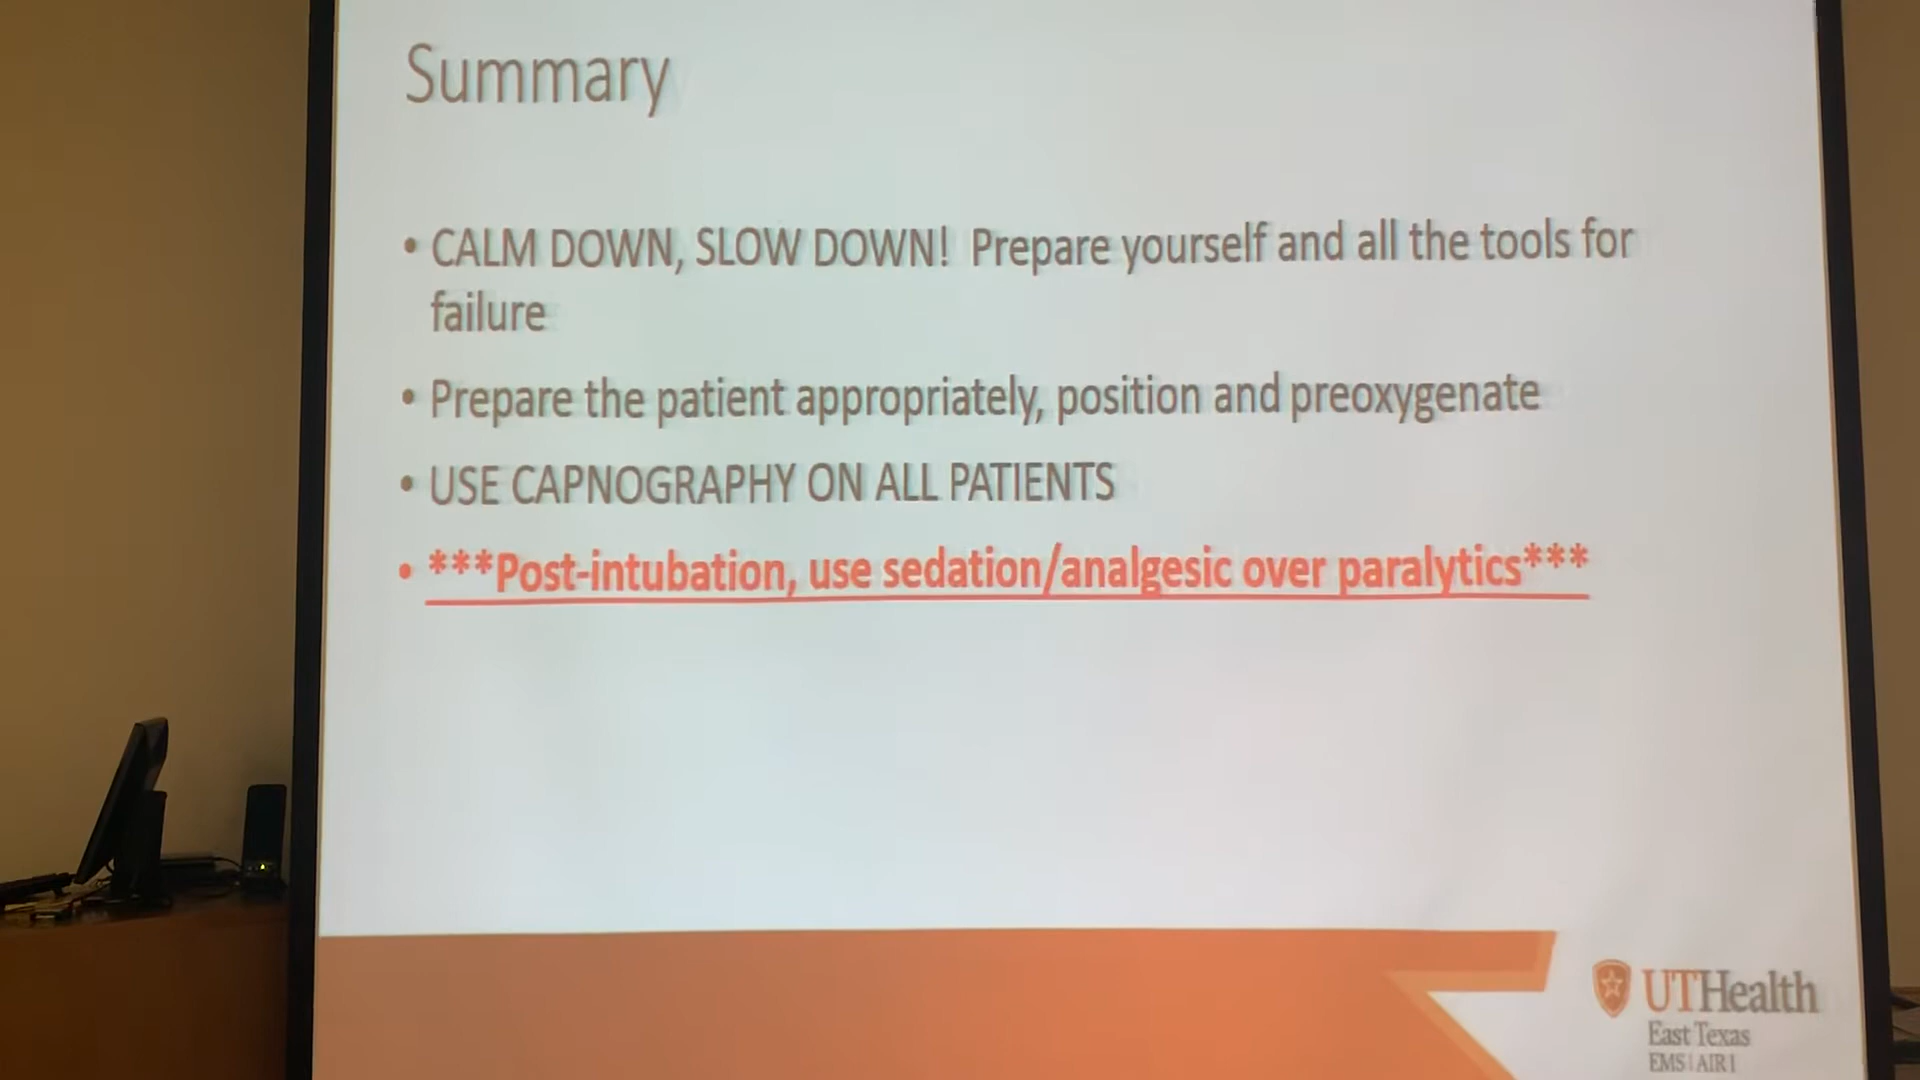 Summary
• CALM DOWN, SLOW DOWN! Prepare yourself and all the tools for
failure
• Prepare the patient appropriately, position and preoxygenate
• USE CAPNOGRAPHY ON ALL PATIENTS
• ***Post-intubation, use sedation/analgesic over paralytics***
UTHealth
East Texas
EMS | AIR 1